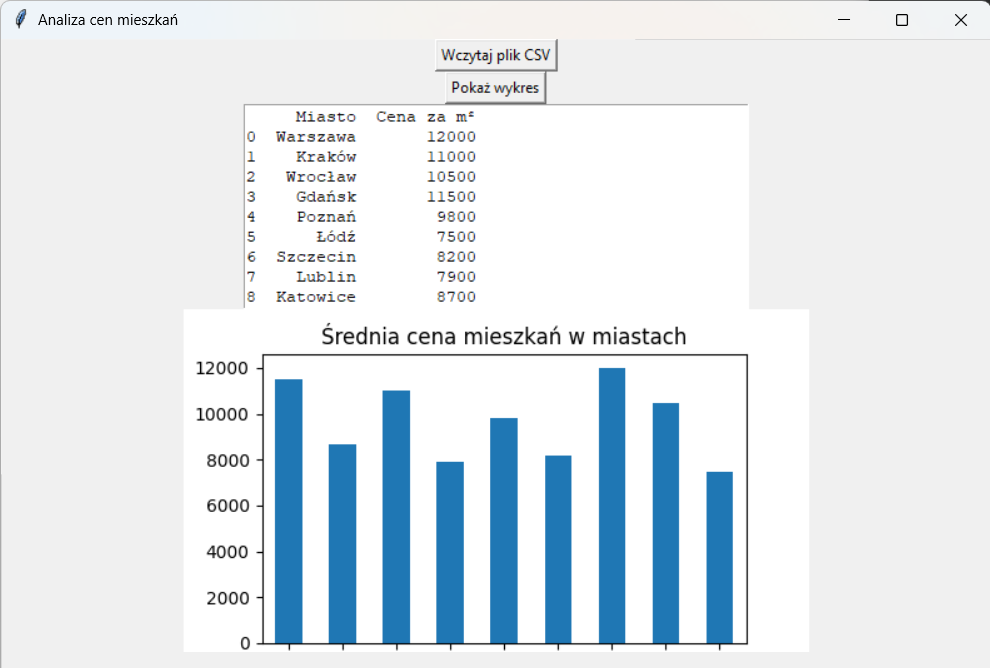 Analiza cen mieszkań
Wczytaj plik CSV
Pokaż wykres
Miasto Cena za m²
0 Warszawa 12000
1 Kraków 11000
2 Wrocław 10500
3 Gdańsk 11500
4 Poznań 9800
5 Łódź 7500
6 Szczecin 8200
7 Lublin 7900
8 Katowice 8700
Średnia cena mieszkań w miastach
12000
10000
8000
6000
4000
2000
0